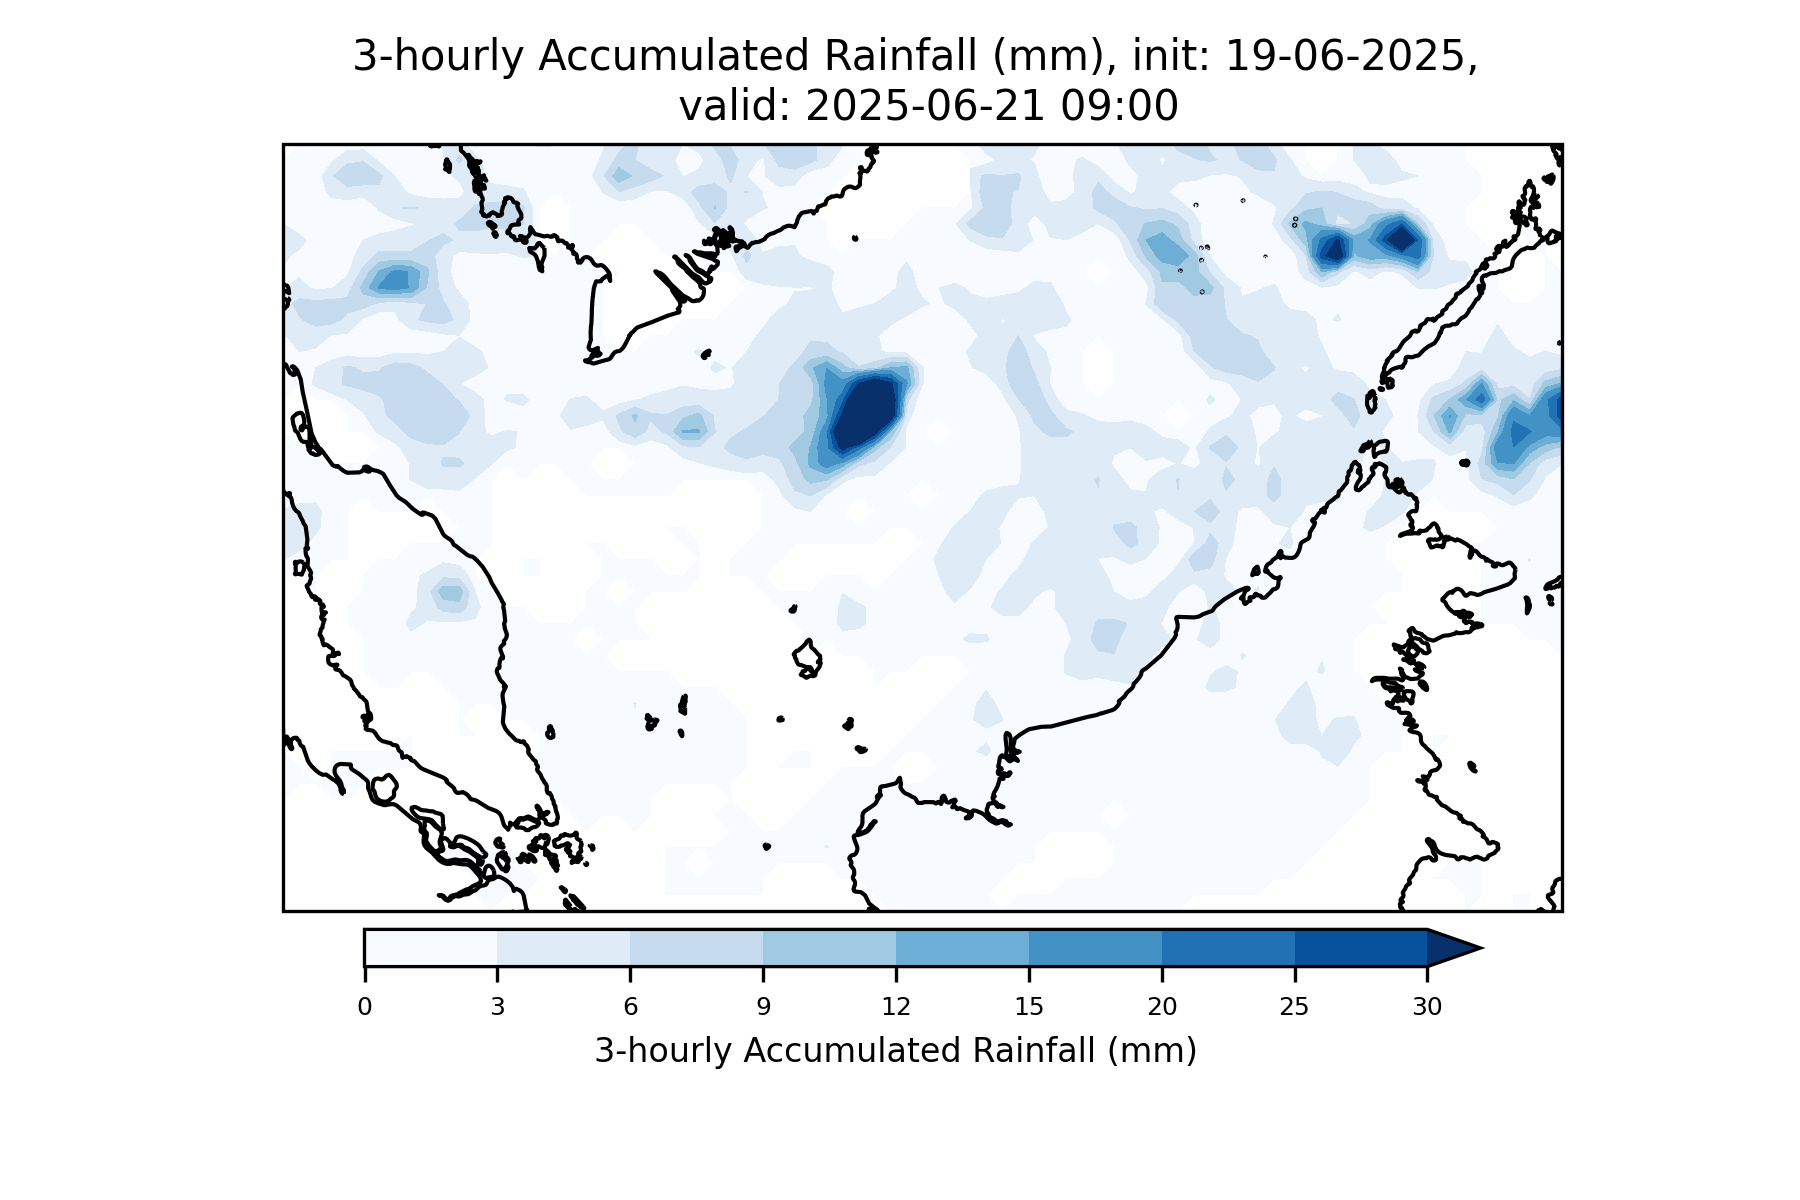 3-hourly Accumulated Rainfall (mm), init: 19-06-2025,
valid: 2025-06-21 09:00
0 3 6 9 12 15 20 25 30
3-hourly Accumulated Rainfall (mm)